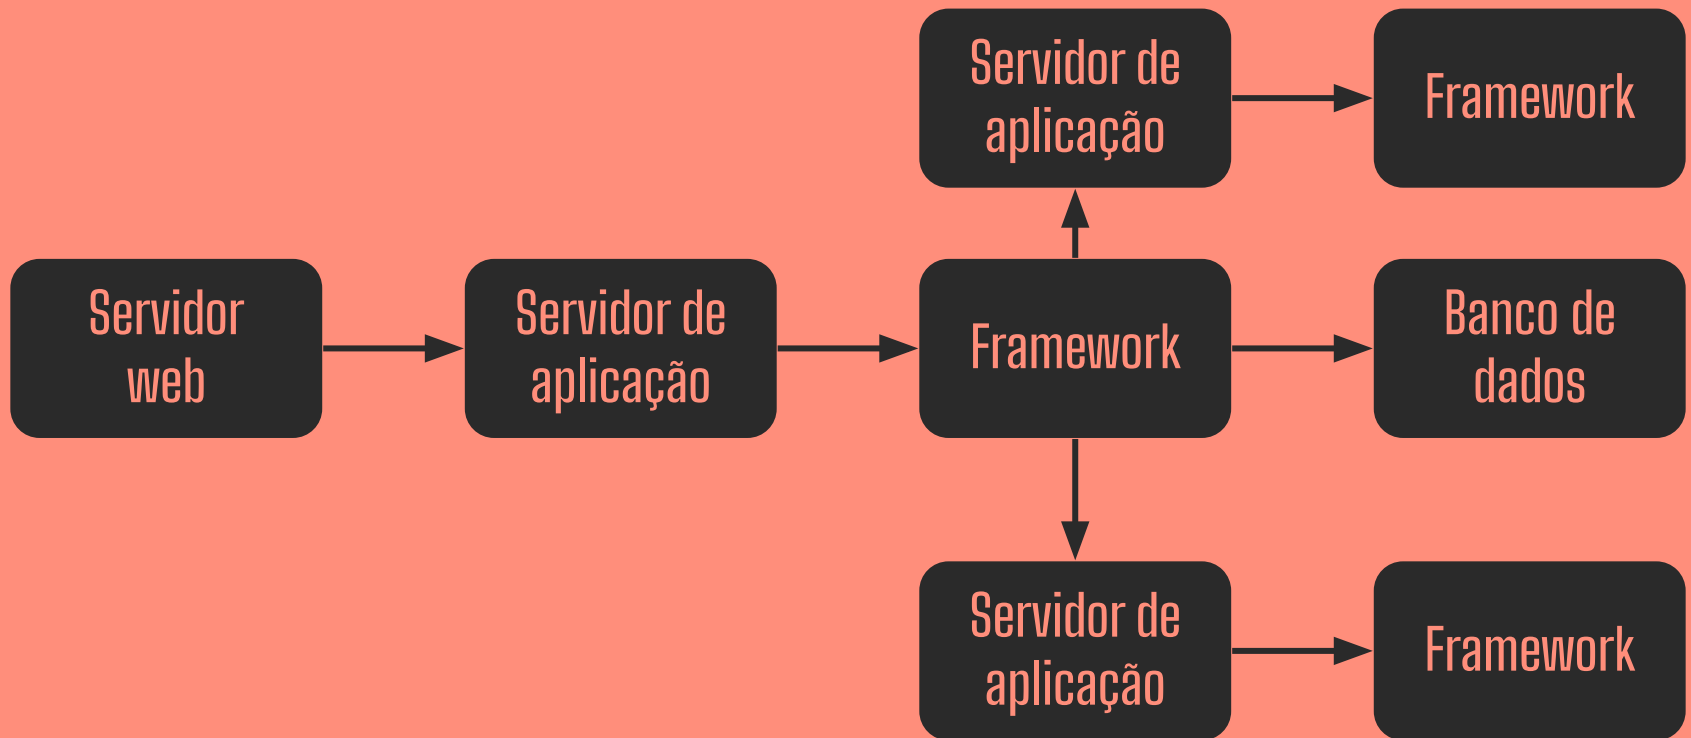 Servidor de
aplicação
Framework
Servidor
web
Servidor de
aplicação
Framework
Banco de
dados
Servidor de
aplicação
Framework